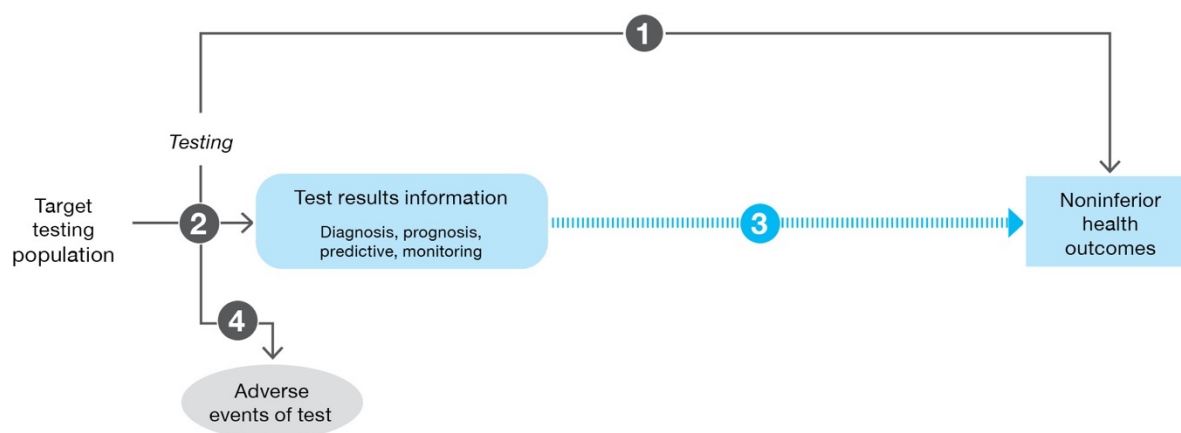 1
Testing
Target
testing
population
2
Test results information
Diagnosis, prognosis,
predictive, monitoring
3
Noninferior
health
outcomes
4
Adverse
events of test